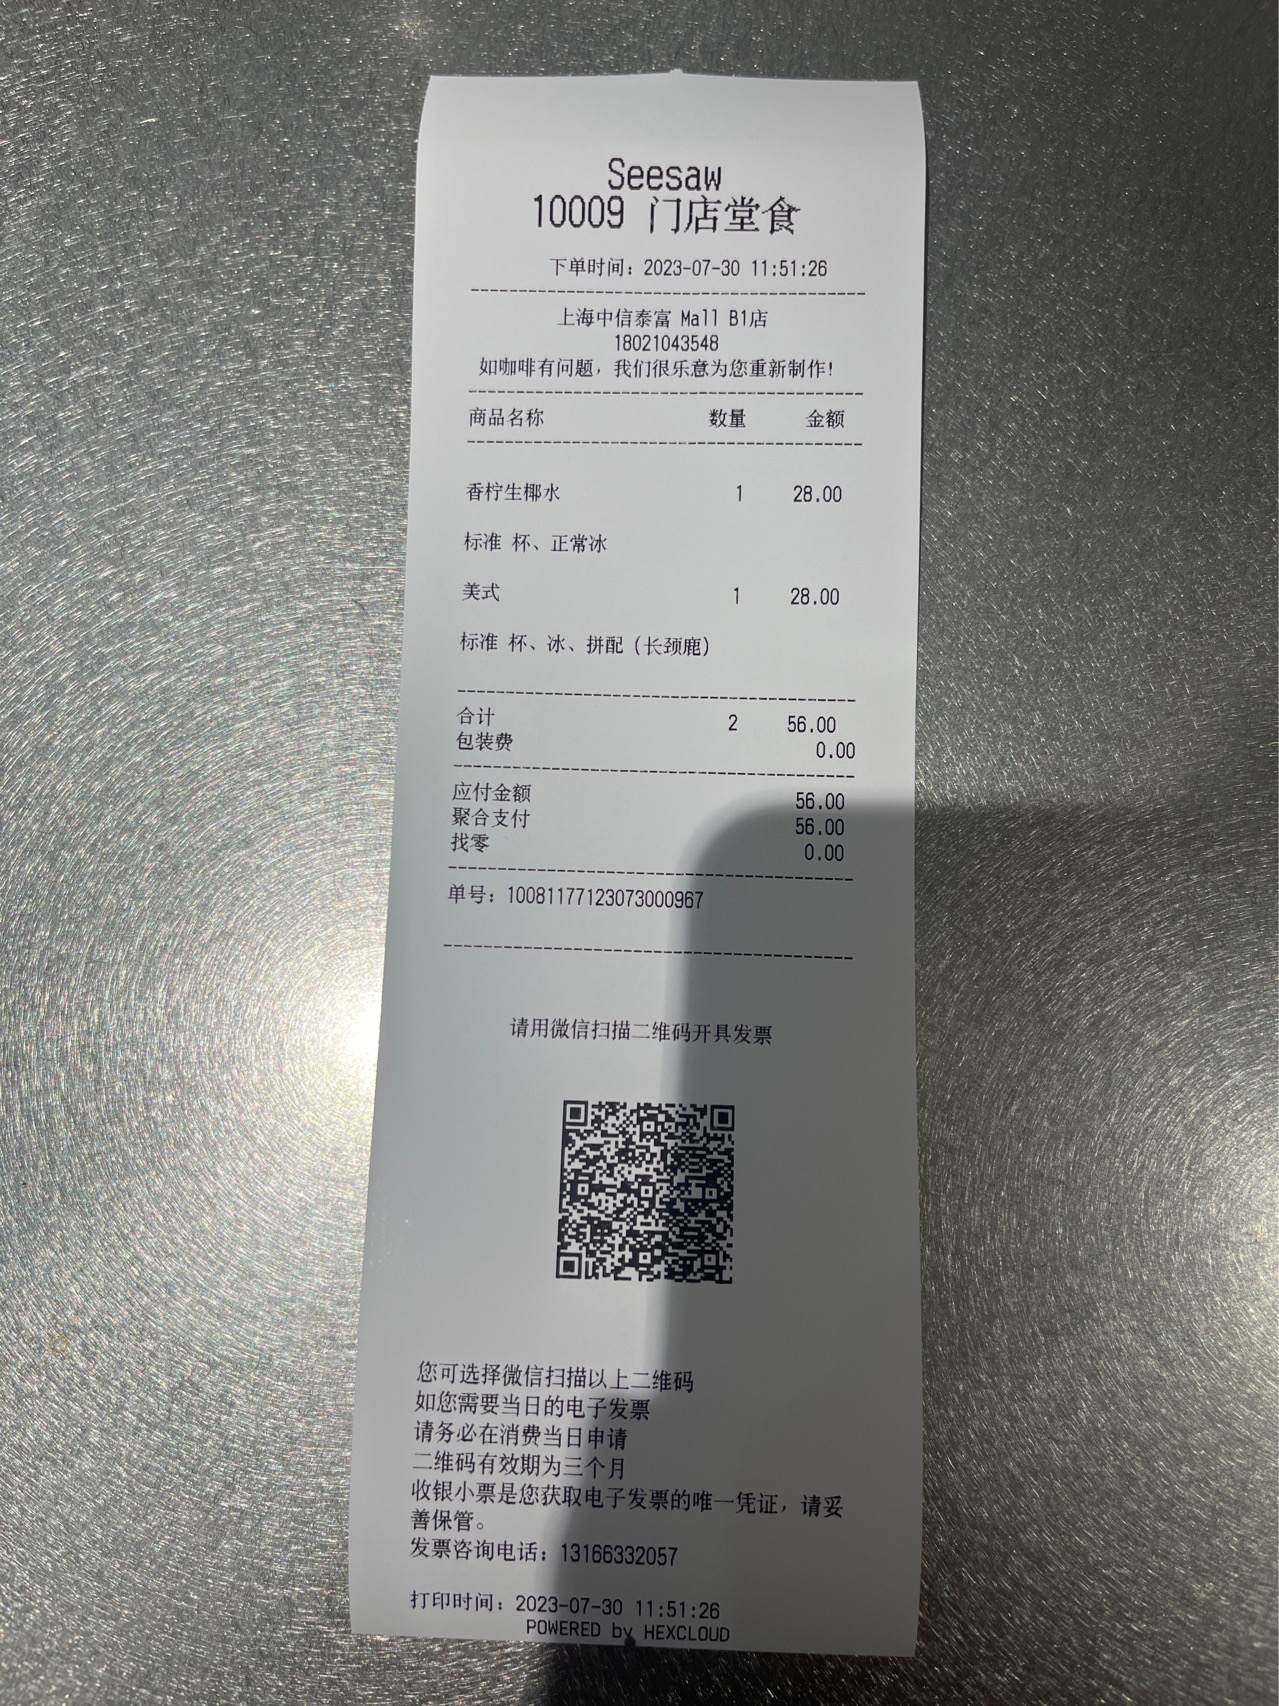 Seesaw
10009 门店堂食
下单时间：2023-07-30 11:51:26
上海中信泰富 Mall B1店
18021043548
如咖啡有问题，我们很乐意为您重新制作！
商品名称 数量 金额
香柠生椰水 1 28.00
标准 杯、正常冰
美式 1 28.00
标准 杯、冰、拼配（长颈鹿）
合计 2 56.00
包装费 0.00
应付金额 56.00
聚合支付 56.00
找零 0.00
单号：10081177123073000967
请用微信扫描二维码开具发票
您可选择微信扫描以上二维码
如您需要当日的电子发票
请务必在消费当日申请
二维码有效期为三个月
收银小票是您获取电子发票的唯一凭证，请妥
善保管。
发票咨询电话：13166332057
打印时间：2023-07-30 11:51:26
POWERED by HEXCLOUD